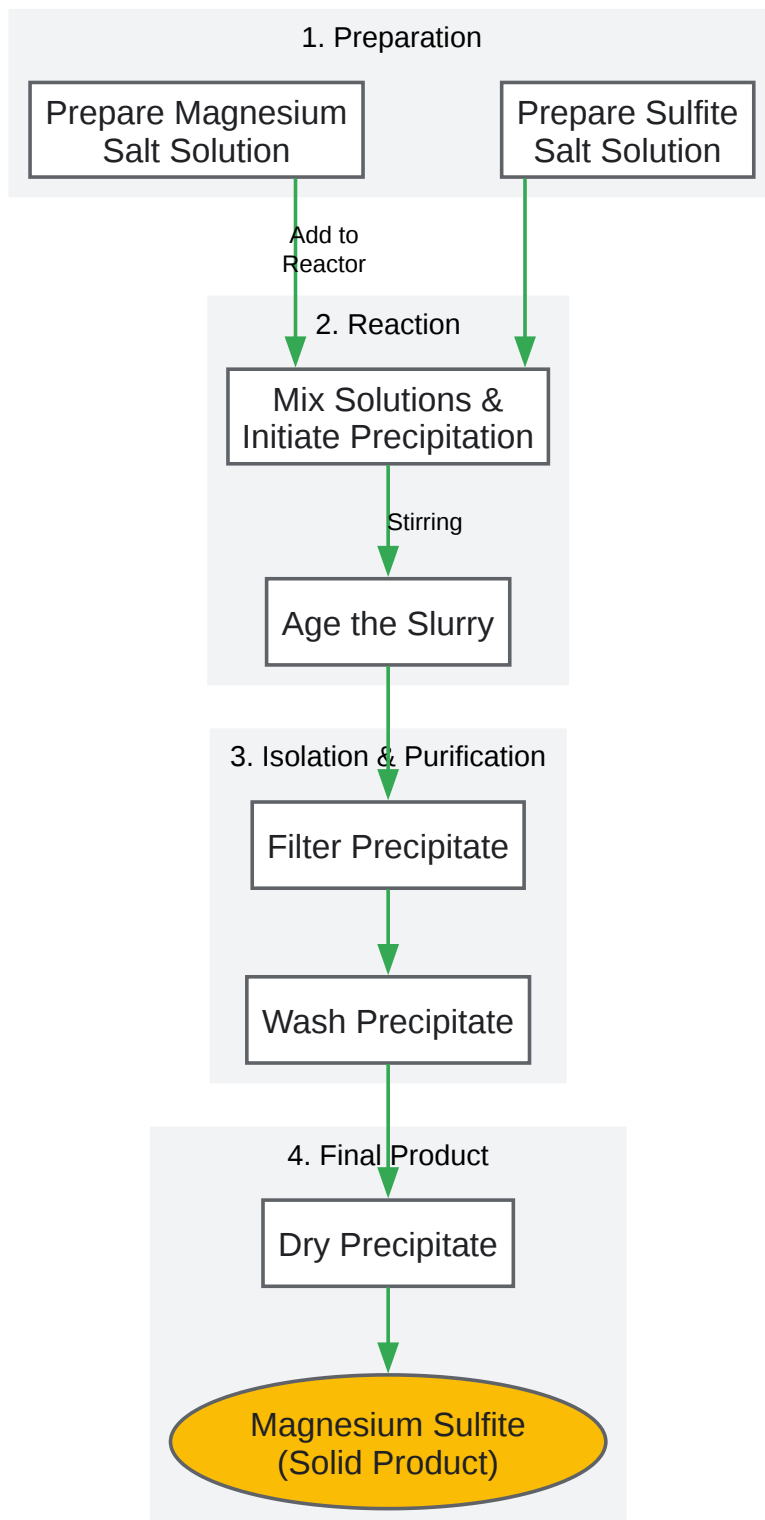 1. Preparation
Prepare Magnesium
Salt Solution
Prepare Sulfite
Salt Solution
Add to
Reactor
2. Reaction
Mix Solutions &
Initiate Precipitation
Stirring
Age the Slurry
3. Isolation & Purification
Filter Precipitate
Wash Precipitate
4. Final Product
Dry Precipitate
Magnesium Sulfite
(Solid Product)